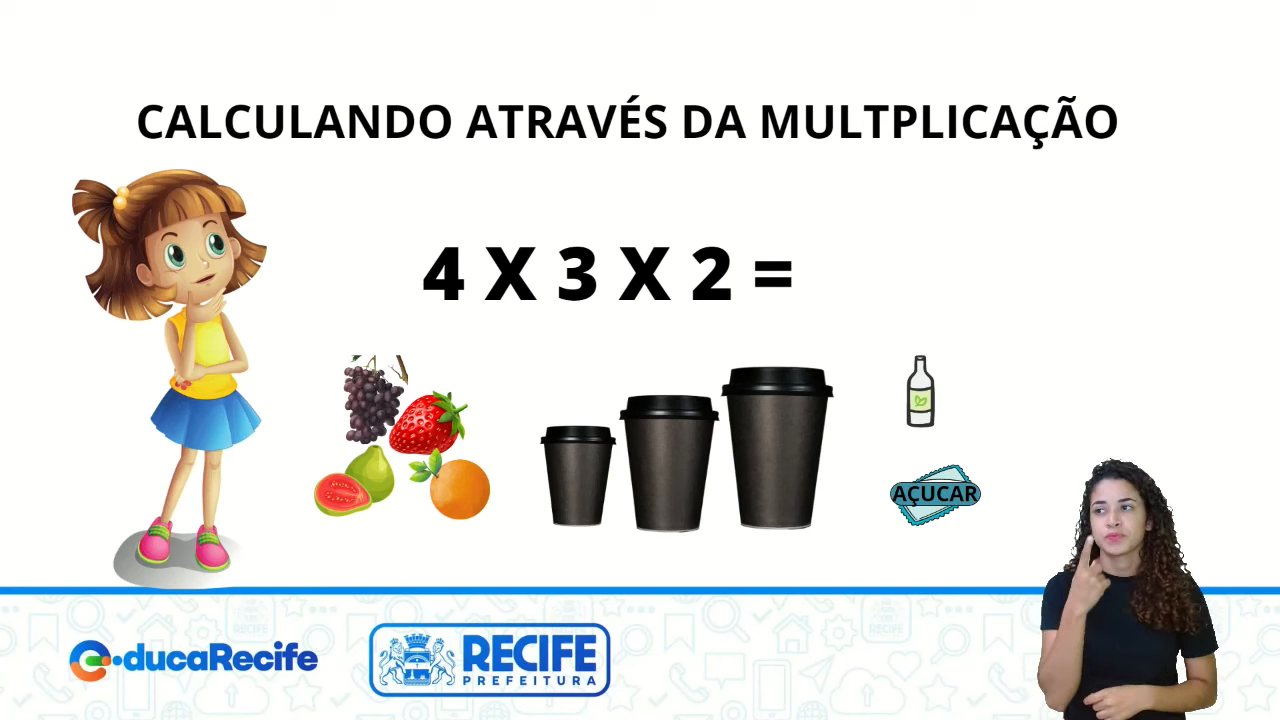 CALCULANDO ATRAVÉS DA MULTPLICAÇÃO
4 X 3 X 2 =
AÇUCAR
educaRecife
RECIFE
PREFEITURA